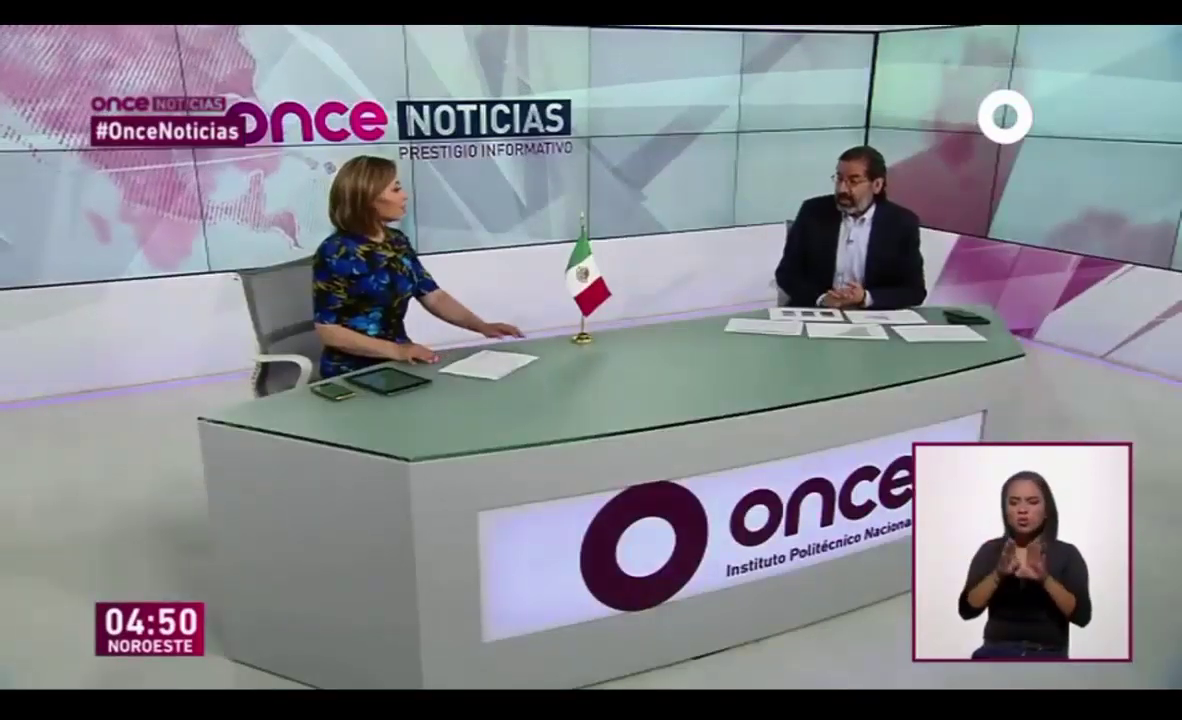 once NOTICIAS
#OnceNoticias
once NOTICIAS
PRESTIGIO INFORMATIVO
once
Instituto Politécnico Naciona
04:50
NOROESTE